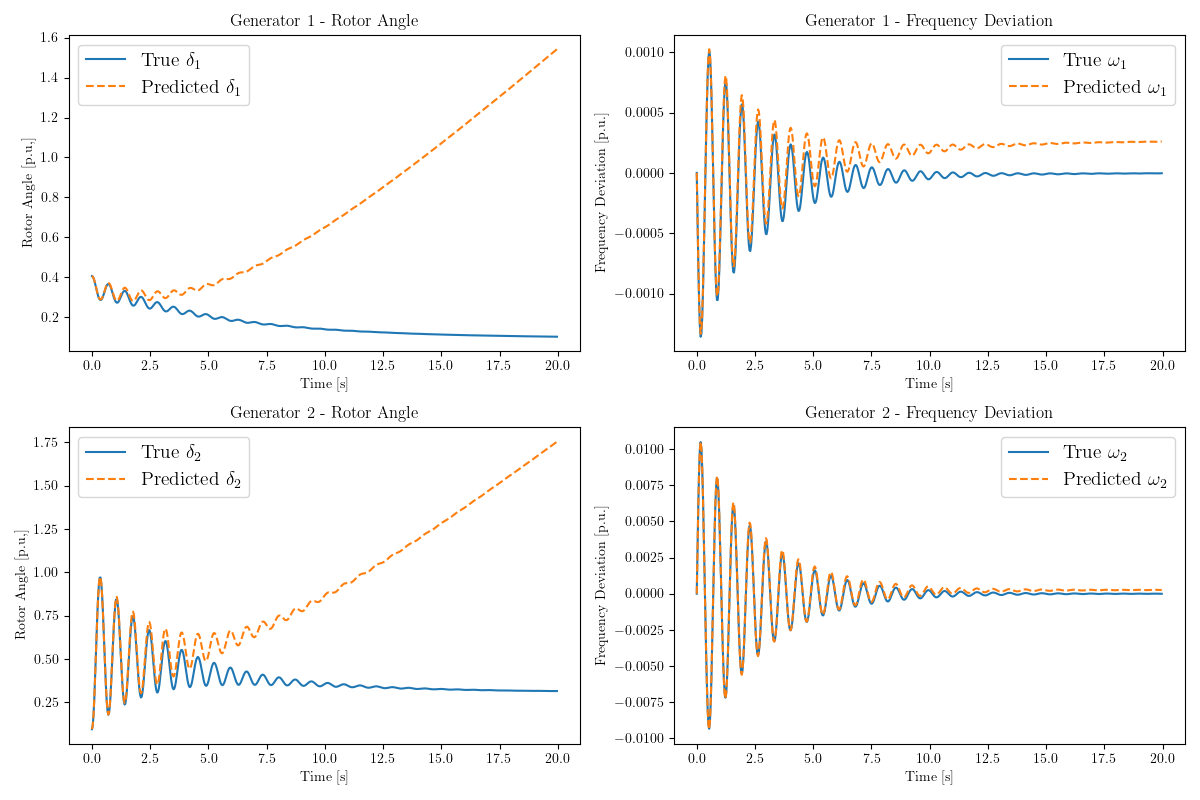 Generator 1 - Rotor Angle
True δ₁
Predicted δ₁
Rotor Angle [p.u,]
1.6
1.4
1.2
1.0
0.8
0.6
0.4
0.2
0.0 2.5 5.0 7.5 10.0 12.5 15.0 17.5 20.0
Time [s]
Generator 1 - Frequency Deviation
True ω₁
Predicted ω₁
Frequency Deviation [p.u.]
0.0010
0.0005
0.0000
−0.0005
−0.0010
0.0 2.5 5.0 7.5 10.0 12.5 15.0 17.5 20.0
Time [s]
Generator 2 - Rotor Angle
True δ₂
Predicted δ₂
Rotor Angle [p.u,]
1.75
1.50
1.25
1.00
0.75
0.50
0.25
0.0 2.5 5.0 7.5 10.0 12.5 15.0 17.5 20.0
Time [s]
Generator 2 - Frequency Deviation
True ω₂
Predicted ω₂
Frequency Deviation [p.u.]
0.0100
0.0075
0.0050
0.0025
0.0000
−0.0025
−0.0050
−0.0075
−0.0100
0.0 2.5 5.0 7.5 10.0 12.5 15.0 17.5 20.0
Time [s]